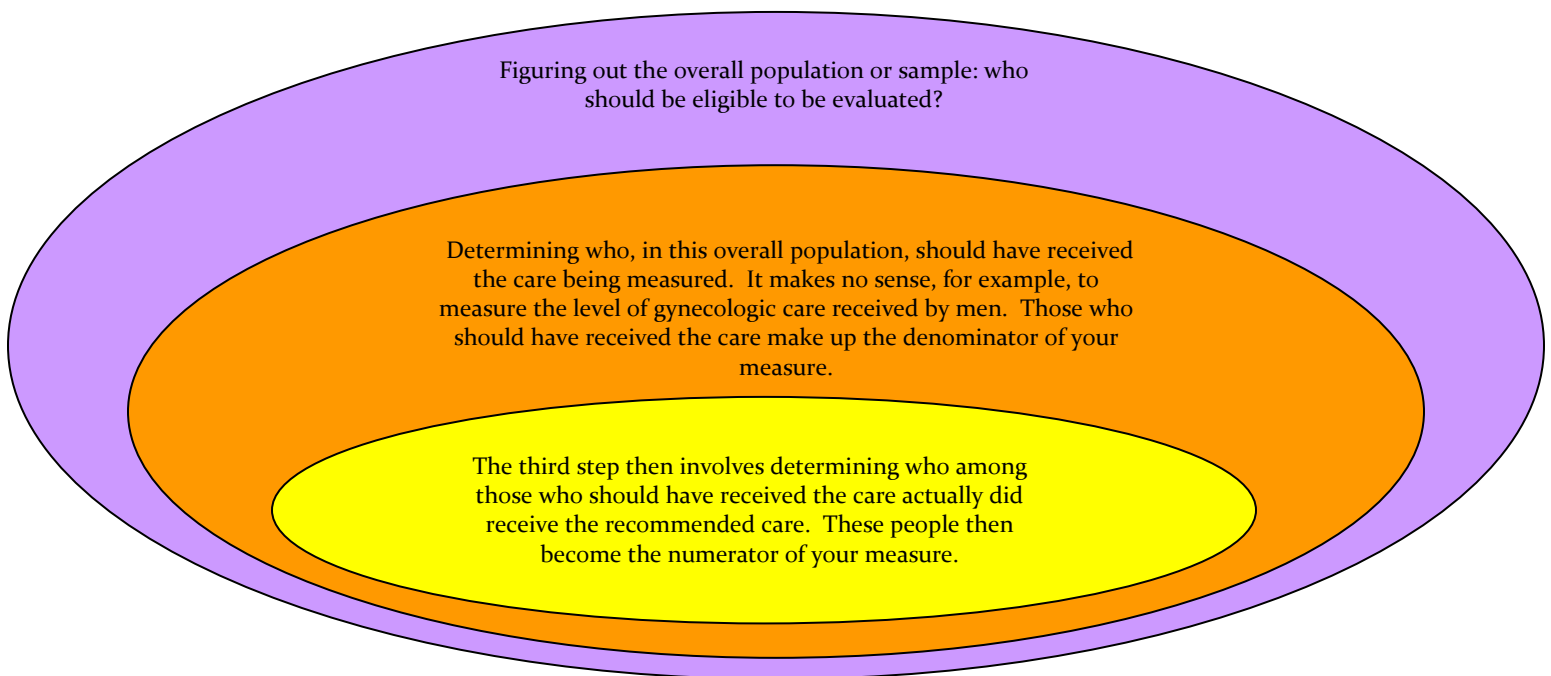 Figuring out the overall population or sample: who
should be eligible to be evaluated?
Determining who, in this overall population, should have received
the care being measured.  It makes no sense, for example, to
measure the level of gynecologic care received by men.  Those who
should have received the care make up the denominator of your
measure.
The third step then involves determining who among
those who should have received the care actually did
receive the recommended care.  These people then
become the numerator of your measure.